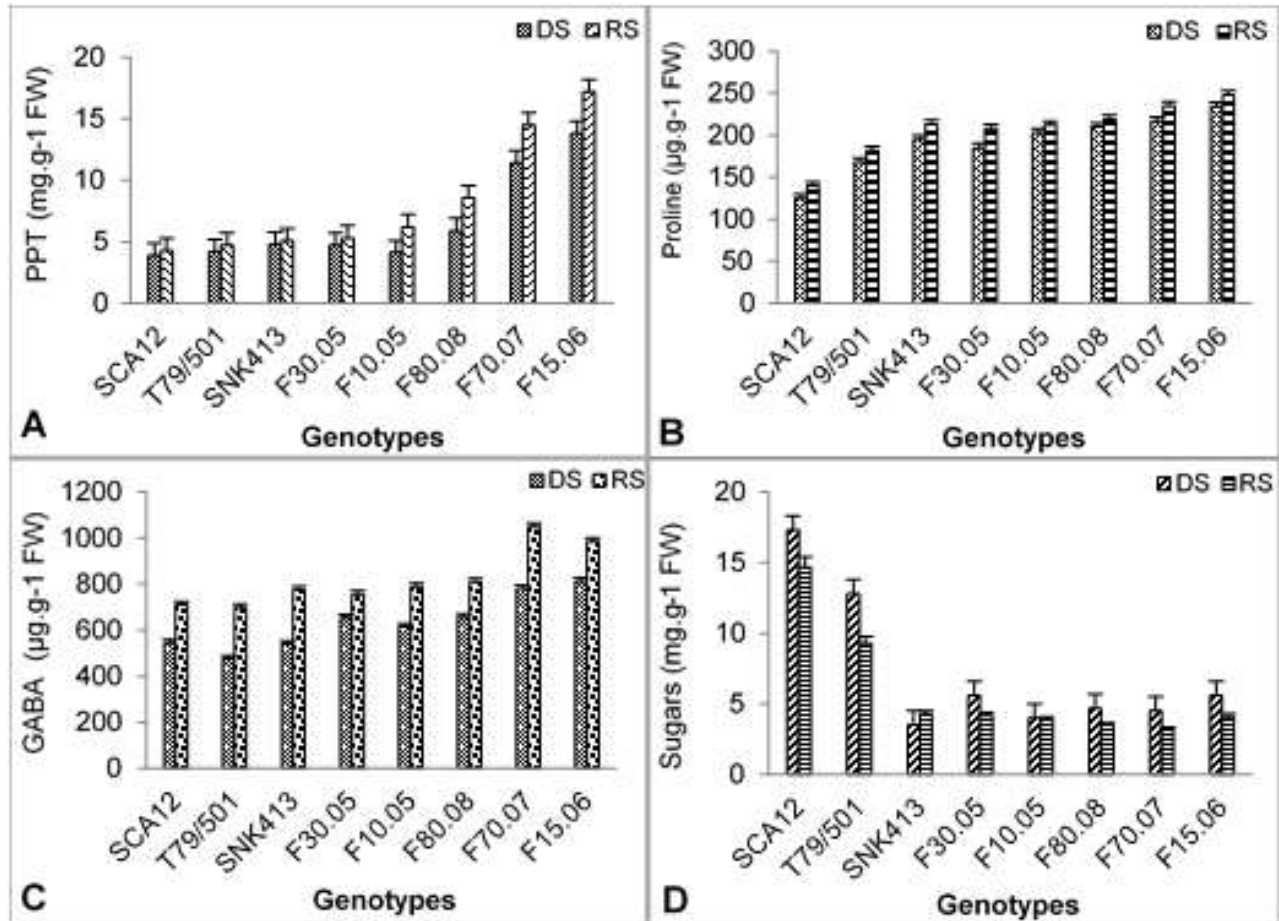 DS RS
PPT (mg.g-1 FW)
20
15
10
5
0
SCA12 T79/501 SNK413 F30.05 F10.05 F80.08 F70.07 F15.06
A
Genotypes
DS RS
Proline (µg.g-1 FW)
300
250
200
150
100
50
0
SCA12 T79/501 SNK413 F30.05 F10.05 F80.08 F70.07 F15.06
B
Genotypes
DS RS
GABA (µg.g-1 FW)
1200
1000
800
600
400
200
0
SCA12 T79/501 SNK413 F30.05 F10.05 F80.08 F70.07 F15.06
C
Genotypes
DS RS
Sugars (mg.g-1 FW)
20
15
10
5
0
SCA12 T79/501 SNK413 F30.05 F10.05 F80.08 F70.07 F15.06
D
Genotypes